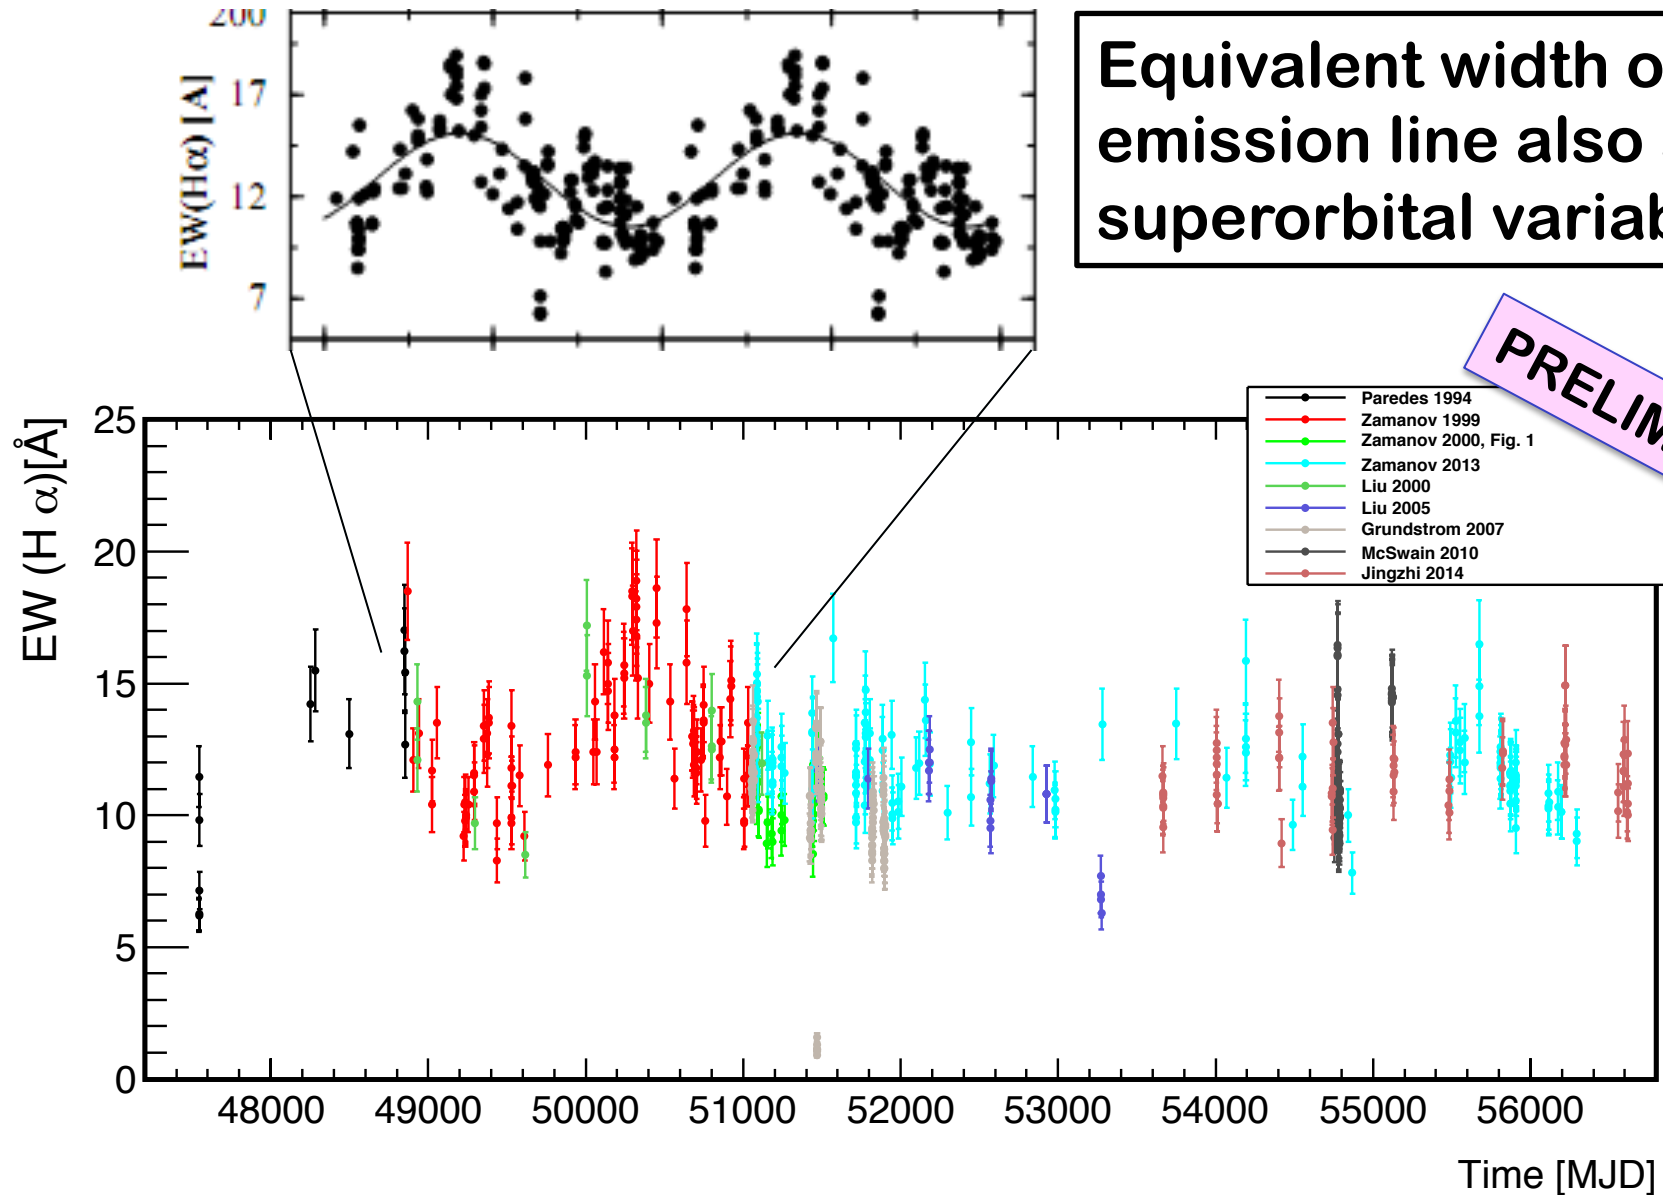 200
17
12
7
EW(Hα) [A]
Equivalent width o
emission line also
superorbital variab
PRELIM
Paredes 1994
Zamanov 1999
Zamanov 2000, Fig. 1
Zamanov 2013
Liu 2000
Liu 2005
Grundstrom 2007
McSwain 2010
Jingzhi 2014
EW (H α)[Å]
25
20
15
10
5
0
48000 49000 50000 51000 52000 53000 54000 55000 56000
Time [MJD]